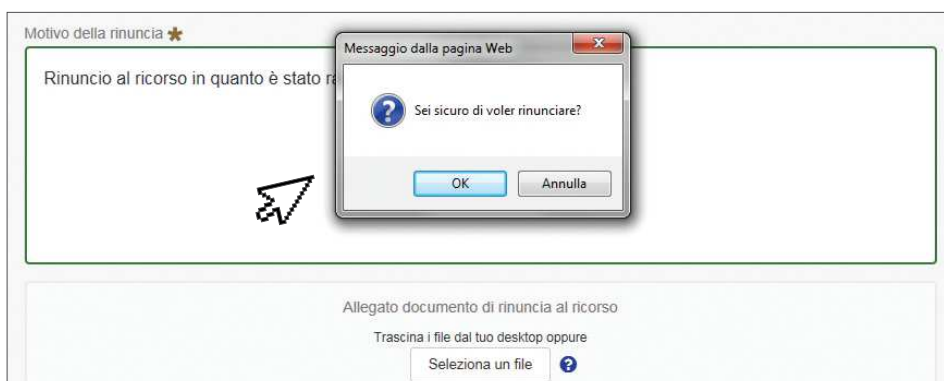 Motivo della rinuncia
Messaggio dalla pagina Web
Rinuncio al ricorso in quanto è stato
Sei sicuro di voler rinunciare?
OK
Annulla
Allegato documento di rinuncia al ricorso
Trascina i file dal tuo desktop oppure
Seleziona un file